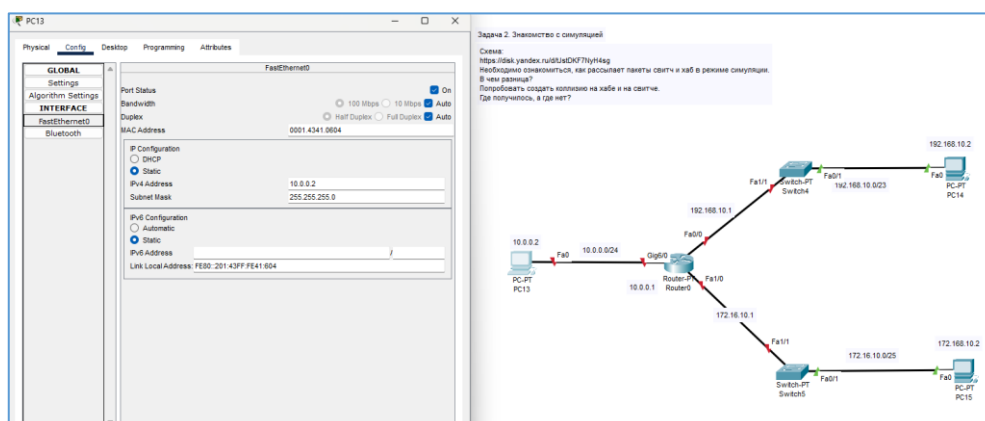 PC13
Physical Config Desktop Programming Attributes
GLOBAL
Settings
Algorithm Settings
INTERFACE
FastEthernet0
Bluetooth
FastEthernet0
Port Status On
Bandwidth 100 Mbps 10 Mbps Auto
Duplex Half Duplex Full Duplex Auto
MAC Address 0001.4341.0604
IP Configuration
DHCP
Static
IPv4 Address 10.0.0.2
Subnet Mask 255.255.255.0
IPv6 Configuration
Automatic
Static
IPv6 Address /
Link Local Address: FE80::201:43FF:FE41:604
Задача 2. Знакомство с симуляцией
Схема:
https://disk.yandex.ru/d/UstDKF7NyH4sg
Необходимо ознакомиться, как рассылает пакеты свитч и хаб в режиме симуляции.
В чем разница?
Попробовать создать коллизию на хабе и на свитче.
Где получилось, а где нет?
192.168.10.2
Fa1/1
Switch-PT
Switch4
Fa0/1
192.168.10.0/23
Fa0
PC-PT
PC14
192.168.10.1
Fa0/0
10.0.0.2
Fa0
10.0.0.0/24
Gig6/0
PC-PT
PC13
10.0.0.1
Router-PT
Router0
Fa1/0
172.16.10.1
Fa1/1
Switch-PT
Switch5
Fa0/1
172.16.10.0/25
172.168.10.2
Fa0
PC-PT
PC15